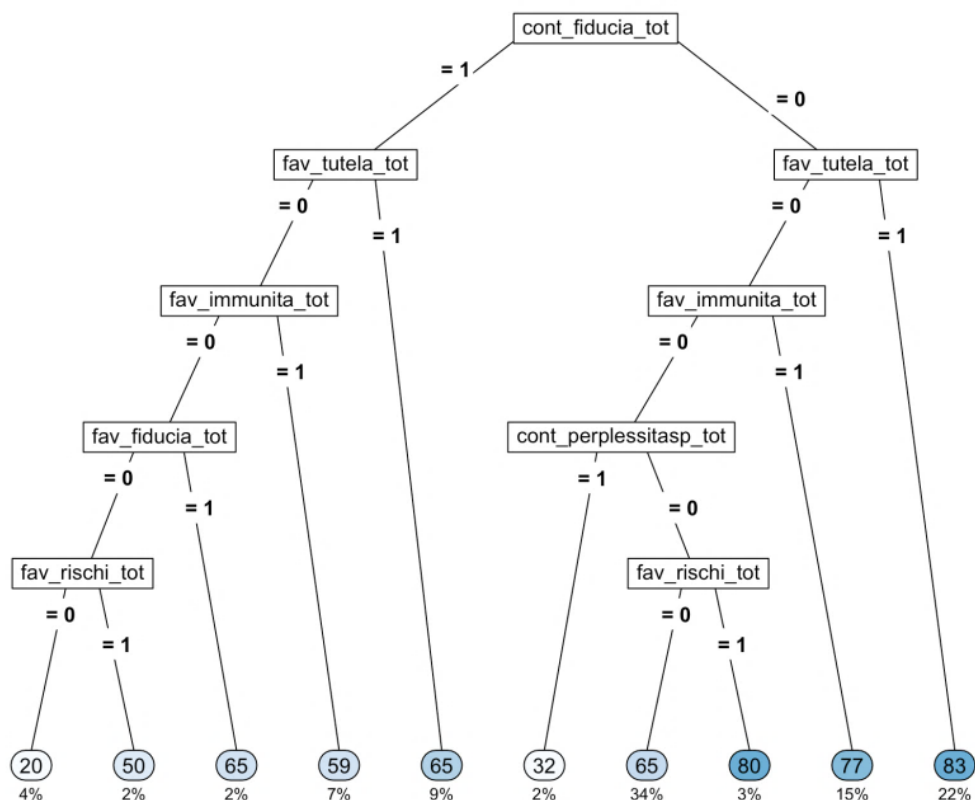 cont_fiducia_tot
= 1
= 0
fav_tutela_tot
fav_tutela_tot
= 0
= 1
= 0
= 1
fav_immunita_tot
fav_immunita_tot
= 0
= 1
= 0
= 1
fav_fiducia_tot
cont_perplessitasp_tot
= 0
= 1
= 1
= 0
fav_rischi_tot
fav_rischi_tot
= 0
= 1
= 0
= 1
20 50 65 59 65 32 65 80 77 83
4% 2% 2% 7% 9% 2% 34% 3% 15% 22%